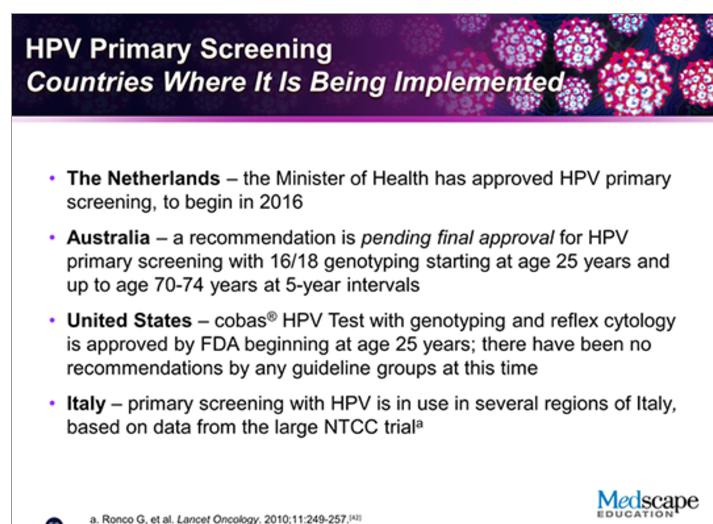 HPV Primary Screening
Countries Where It Is Being Implemented
• The Netherlands – the Minister of Health has approved HPV primary
screening, to begin in 2016
• Australia – a recommendation is pending final approval for HPV
primary screening with 16/18 genotyping starting at age 25 years and
up to age 70-74 years at 5-year intervals
• United States – cobas® HPV Test with genotyping and reflex cytology
is approved by FDA beginning at age 25 years; there have been no
recommendations by any guideline groups at this time
• Italy – primary screening with HPV is in use in several regions of Italy,
based on data from the large NTCC trialᵃ
Medscape
EDUCATION
a. Ronco G, et al. Lancet Oncology. 2010;11:249-257.[42]